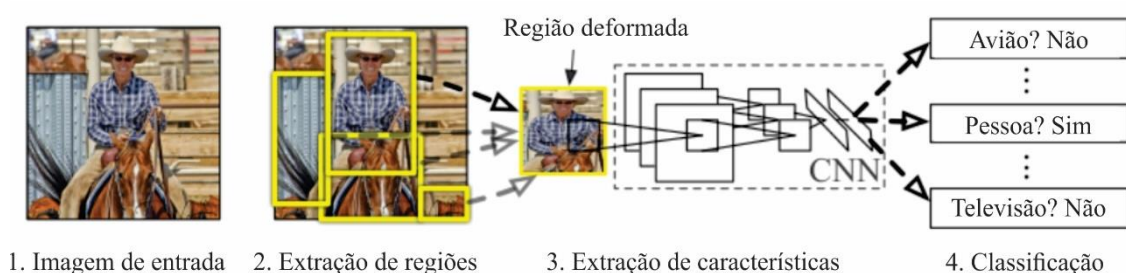 Região deformada
Avião? Não
Pessoa? Sim
CNN
Televisão? Não
1. Imagem de entrada
2. Extração de regiões
3. Extração de características
4. Classificação